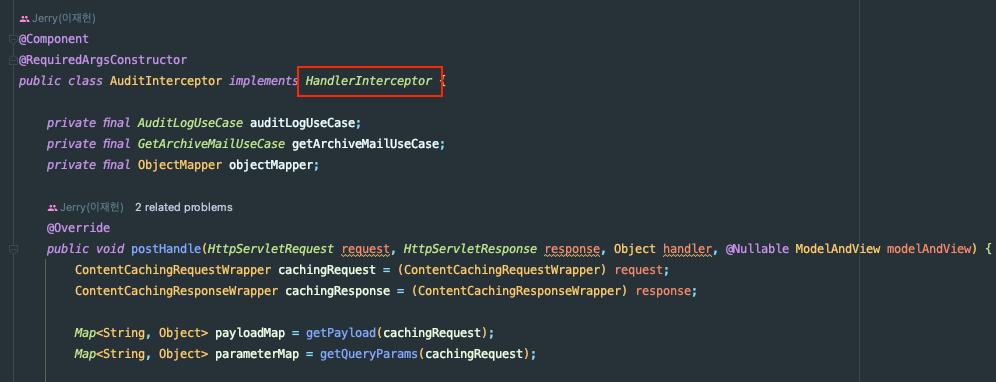 Jerry(이재헌)
@Component
@RequiredArgsConstructor
public class AuditInterceptor implements HandlerInterceptor {
private final AuditLogUseCase auditLogUseCase;
private final GetArchiveMailUseCase getArchiveMailUseCase;
private final ObjectMapper objectMapper;
Jerry(이재헌) 2 related problems
@Override
public void postHandle(HttpServletRequest request, HttpServletResponse response, Object handler, @Nullable ModelAndView modelAndView) {
ContentCachingRequestWrapper cachingRequest = (ContentCachingRequestWrapper) request;
ContentCachingResponseWrapper cachingResponse = (ContentCachingResponseWrapper) response;
Map<String, Object> payloadMap = getPayload(cachingRequest);
Map<String, Object> parameterMap = getQueryParams(cachingRequest);